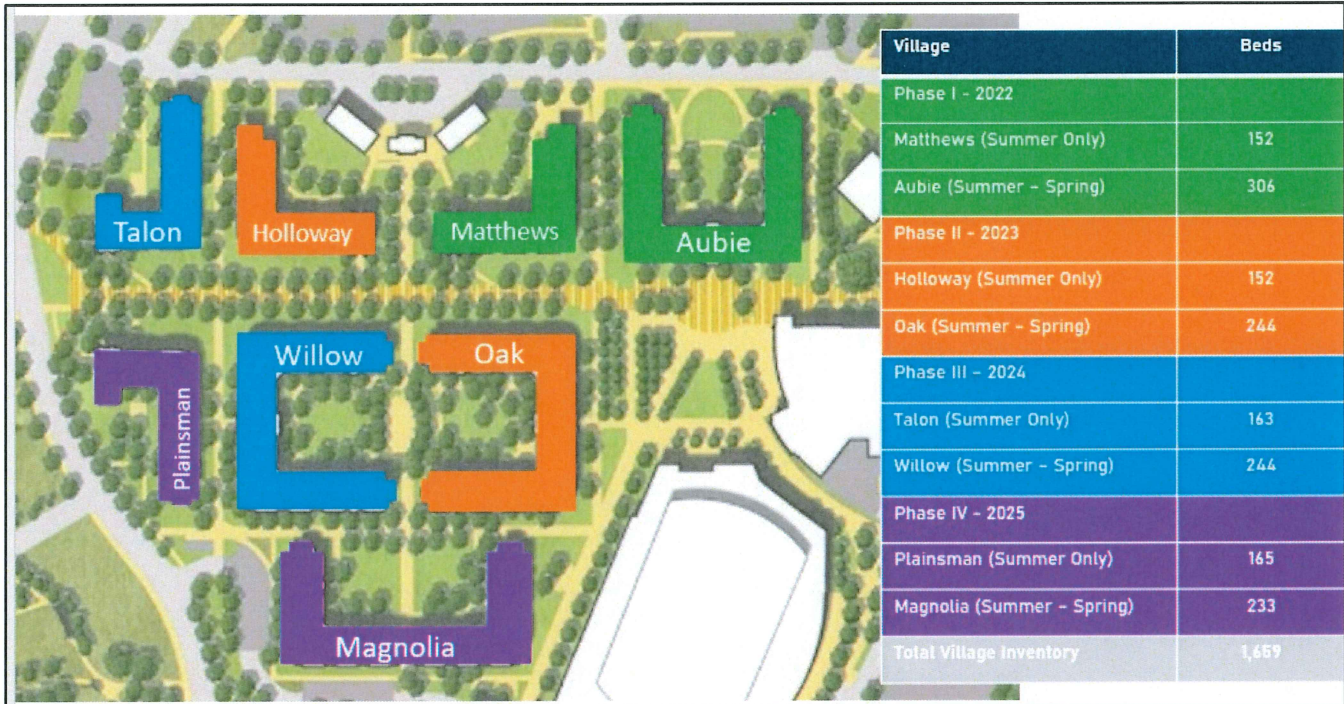 Talon
Holloway
Matthews
Aubie
Willow
Oak
Plainsman
Magnolia
Village Beds
Phase I - 2022
Matthews (Summer Only) 152
Aubie (Summer – Spring) 306
Phase II - 2023
Holloway (Summer Only) 152
Oak (Summer – Spring) 244
Phase III – 2024
Talon (Summer Only) 163
Willow (Summer – Spring) 244
Phase IV - 2025
Plainsman (Summer Only) 165
Magnolia (Summer – Spring) 233
Total Village Inventory 1,659